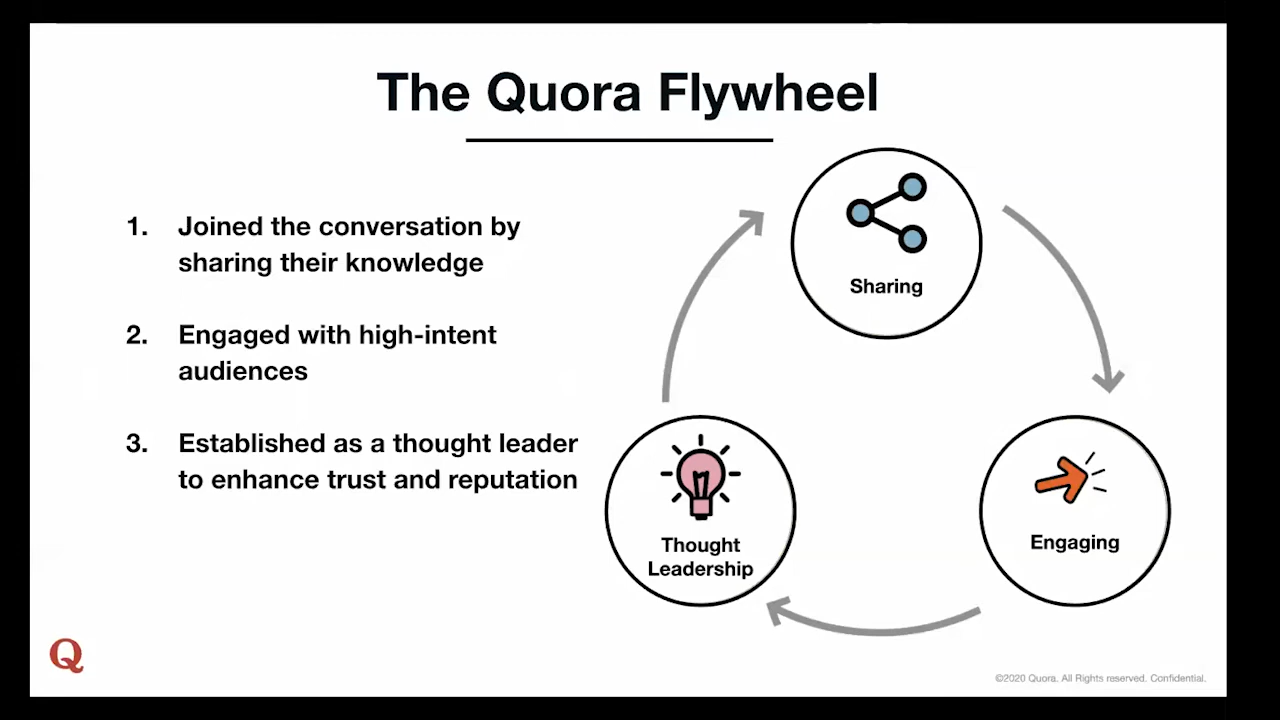 The Quora Flywheel
1. Joined the conversation by
sharing their knowledge
2. Engaged with high-intent
audiences
3. Established as a thought leader
to enhance trust and reputation
Sharing
Engaging
Thought
Leadership
Q
©2020 Quora. All Rights reserved. Confidential.